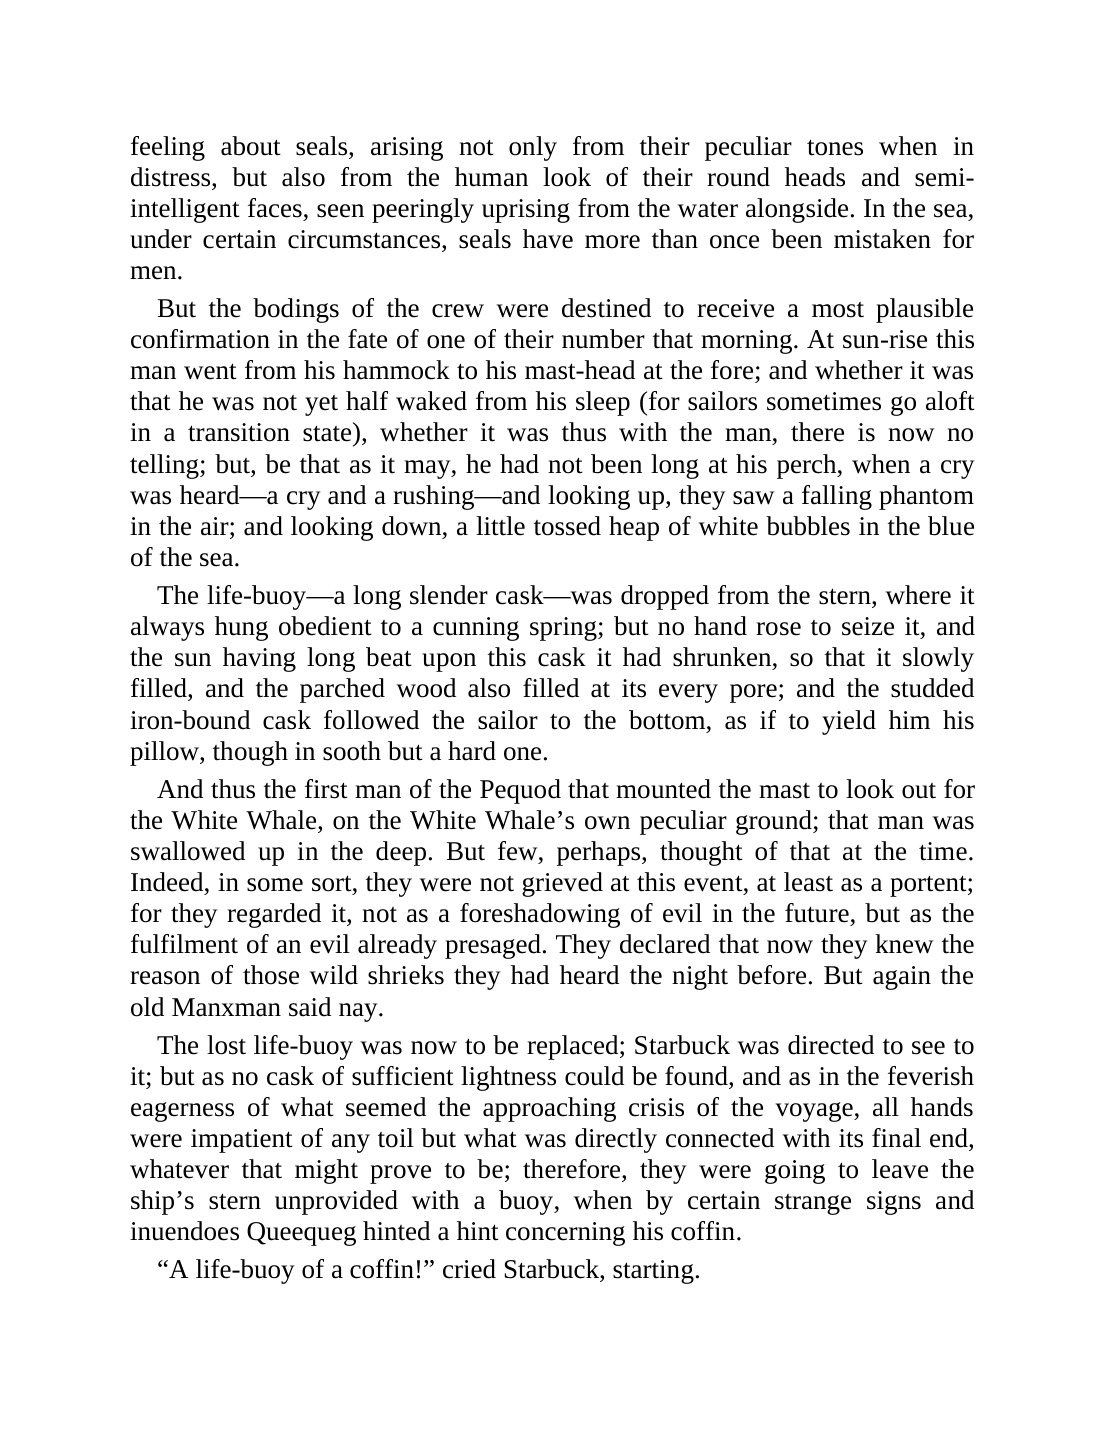 feeling about seals, arising not only from their peculiar tones when in
distress, but also from the human look of their round heads and semi-
intelligent faces, seen peeringly uprising from the water alongside. In the sea,
under certain circumstances, seals have more than once been mistaken for
men.
But the bodings of the crew were destined to receive a most plausible
confirmation in the fate of one of their number that morning. At sun-rise this
man went from his hammock to his mast-head at the fore; and whether it was
that he was not yet half waked from his sleep (for sailors sometimes go aloft
in a transition state), whether it was thus with the man, there is now no
telling; but, be that as it may, he had not been long at his perch, when a cry
was heard—a cry and a rushing—and looking up, they saw a falling phantom
in the air; and looking down, a little tossed heap of white bubbles in the blue
of the sea.
The life-buoy—a long slender cask—was dropped from the stern, where it
always hung obedient to a cunning spring; but no hand rose to seize it, and
the sun having long beat upon this cask it had shrunken, so that it slowly
filled, and the parched wood also filled at its every pore; and the studded
iron-bound cask followed the sailor to the bottom, as if to yield him his
pillow, though in sooth but a hard one.
And thus the first man of the Pequod that mounted the mast to look out for
the White Whale, on the White Whale’s own peculiar ground; that man was
swallowed up in the deep. But few, perhaps, thought of that at the time.
Indeed, in some sort, they were not grieved at this event, at least as a portent;
for they regarded it, not as a foreshadowing of evil in the future, but as the
fulfilment of an evil already presaged. They declared that now they knew the
reason of those wild shrieks they had heard the night before. But again the
old Manxman said nay.
The lost life-buoy was now to be replaced; Starbuck was directed to see to
it; but as no cask of sufficient lightness could be found, and as in the feverish
eagerness of what seemed the approaching crisis of the voyage, all hands
were impatient of any toil but what was directly connected with its final end,
whatever that might prove to be; therefore, they were going to leave the
ship’s stern unprovided with a buoy, when by certain strange signs and
inuendoes Queequeg hinted a hint concerning his coffin.
“A life-buoy of a coffin!” cried Starbuck, starting.